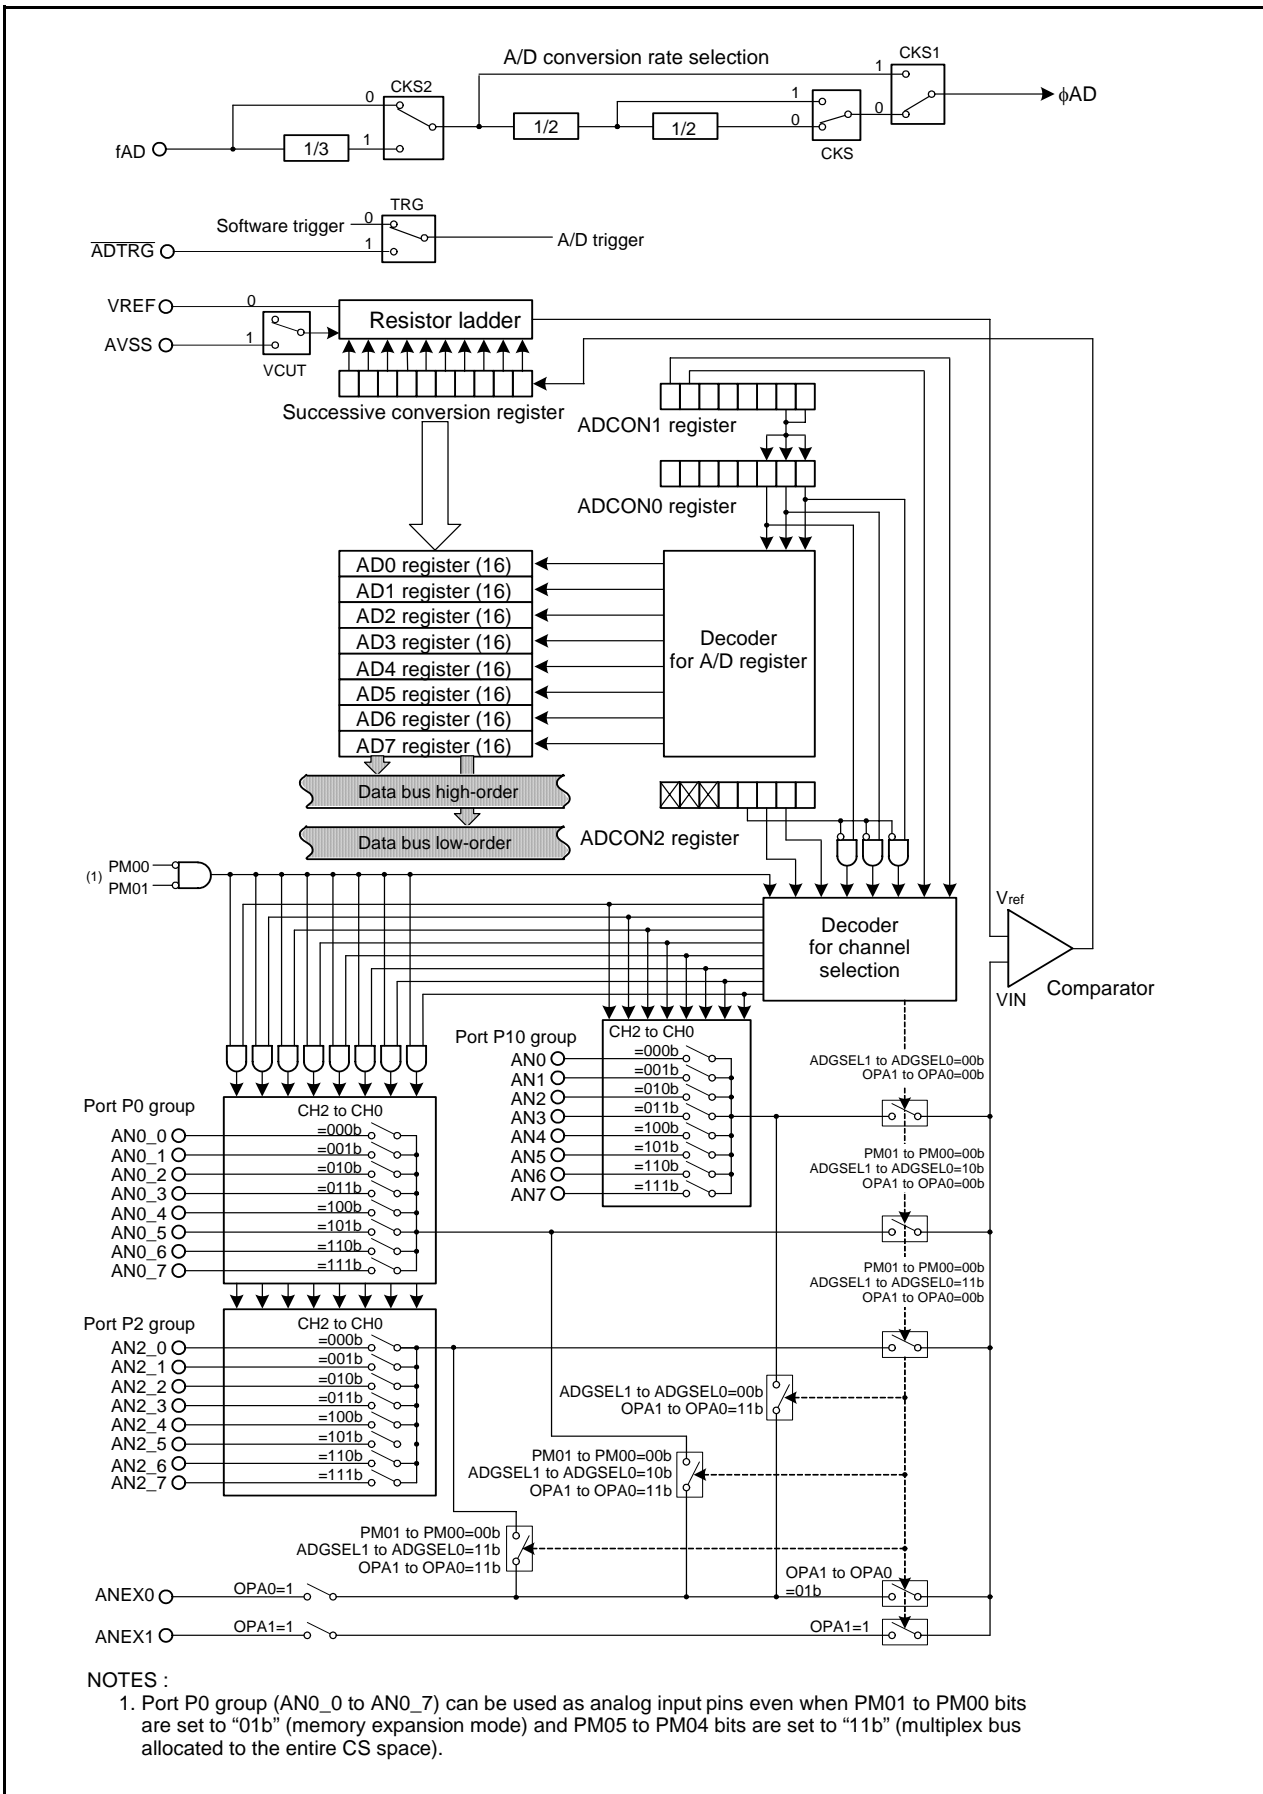 A/D conversion rate selection
CKS1
1
CKS2
0
1
0
0
φAD
1/2
1/2
fAD
1/3
1
CKS
TRG
Software trigger
0
ADTRG
1
A/D trigger
VREF
0
Resistor ladder
AVSS
1
VCUT
Successive conversion register
ADCON1 register
ADCON0 register
AD0 register (16)
AD1 register (16)
AD2 register (16)
AD3 register (16)
AD4 register (16)
AD5 register (16)
AD6 register (16)
AD7 register (16)
Decoder
for A/D register
Data bus high-order
Data bus low-order
ADCON2 register
(1)
PM00
PM01
Decoder
for channel
selection
Vref
VIN
Comparator
Port P10 group
CH2 to CH0
AN0
=000b
AN1
=001b
AN2
=010b
AN3
=011b
AN4
=100b
AN5
=101b
AN6
=110b
AN7
=111b
ADGSEL1 to ADGSEL0=00b
OPA1 to OPA0=00b
PM01 to PM00=00b
ADGSEL1 to ADGSEL0=10b
OPA1 to OPA0=00b
PM01 to PM00=00b
ADGSEL1 to ADGSEL0=11b
OPA1 to OPA0=00b
Port P0 group
CH2 to CH0
AN0_0
=000b
AN0_1
=001b
AN0_2
=010b
AN0_3
=011b
AN0_4
=100b
AN0_5
=101b
AN0_6
=110b
AN0_7
=111b
Port P2 group
CH2 to CH0
AN2_0
=000b
AN2_1
=001b
AN2_2
=010b
AN2_3
=011b
AN2_4
=100b
AN2_5
=101b
AN2_6
=110b
AN2_7
=111b
ADGSEL1 to ADGSEL0=00b
OPA1 to OPA0=11b
PM01 to PM00=00b
ADGSEL1 to ADGSEL0=10b
OPA1 to OPA0=11b
PM01 to PM00=00b
ADGSEL1 to ADGSEL0=11b
OPA1 to OPA0=11b
ANEX0
OPA0=1
OPA1 to OPA0
=01b
ANEX1
OPA1=1
OPA1=1
NOTES :
1. Port P0 group (AN0_0 to AN0_7) can be used as analog input pins even when PM01 to PM00 bits
are set to “01b” (memory expansion mode) and PM05 to PM04 bits are set to “11b” (multiplex bus
allocated to the entire CS space).